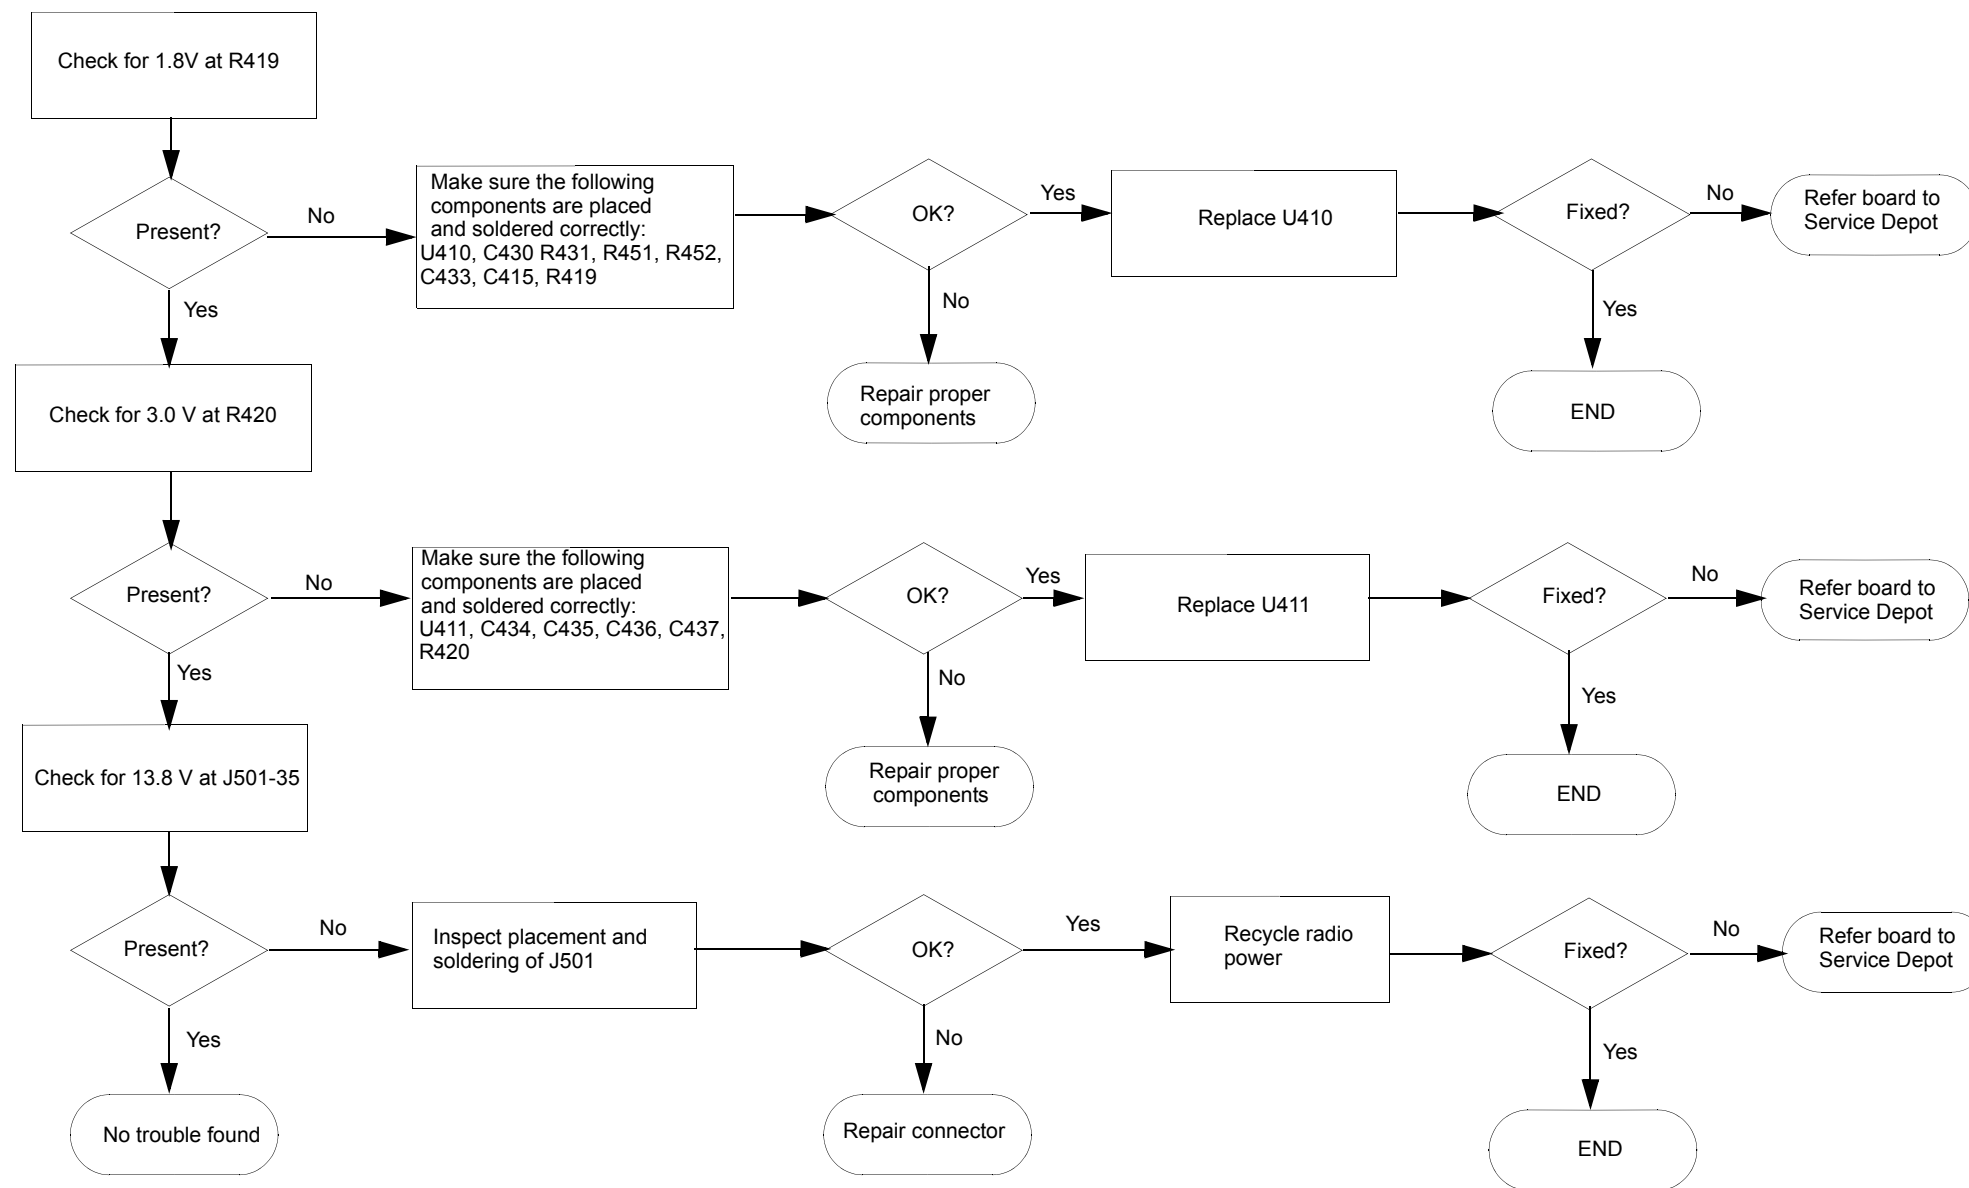 Check for 1.8V at R419
Present?
No
Make sure the following
components are placed
and soldered correctly:
U410, C430 R431, R451, R452,
C433, C415, R419
OK?
Yes
Replace U410
Fixed?
No
Refer board to
Service Depot
Yes
No
Repair proper
components
Yes
END
Check for 3.0 V at R420
Present?
No
Make sure the following
components are placed
and soldered correctly:
U411, C434, C435, C436, C437,
R420
OK?
Yes
Replace U411
Fixed?
No
Refer board to
Service Depot
Yes
No
Repair proper
components
Yes
END
Check for 13.8 V at J501-35
Present?
No
Inspect placement and
soldering of J501
OK?
Yes
Recycle radio
power
Fixed?
No
Refer board to
Service Depot
Yes
No
Yes
No trouble found
Repair connector
END